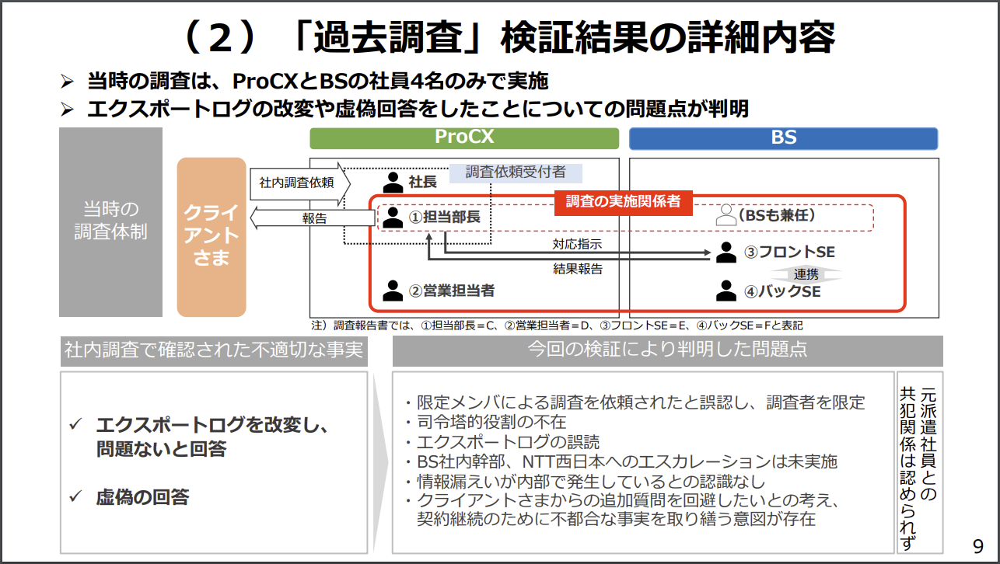 （２）「過去調査」検証結果の詳細内容
➢ 当時の調査は、ProCXとBSの社員4名のみで実施
➢ エクスポートログの改変や虚偽回答をしたことについての問題点が判明
当時の
調査体制
クライ
アント
さま
ProCX
BS
社内調査依頼
報告
調査依頼受付者
社長
調査の実施関係者
①担当部長
（BSも兼任）
対応指示
結果報告
③フロントSE
連携
②営業担当者
④バックSE
注）調査報告書では、①担当部長＝C、②営業担当者＝D、③フロントSE＝E、④バックSE＝Fと表記
社内調査で確認された不適切な事実
✓ エクスポートログを改変し、
問題ないと回答
✓ 虚偽の回答
今回の検証により判明した問題点
・限定メンバによる調査を依頼されたと誤認し、調査者を限定
・司令塔的役割の不在
・エクスポートログの誤読
・BS社内幹部、NTT西日本へのエスカレーションは未実施
・情報漏えいが内部で発生しているとの認識なし
・クライアントさまからの追加質問を回避したいとの考え、
契約継続のために不都合な事実を取り繕う意図が存在
元派遣社員との
共犯関係は認められず
9